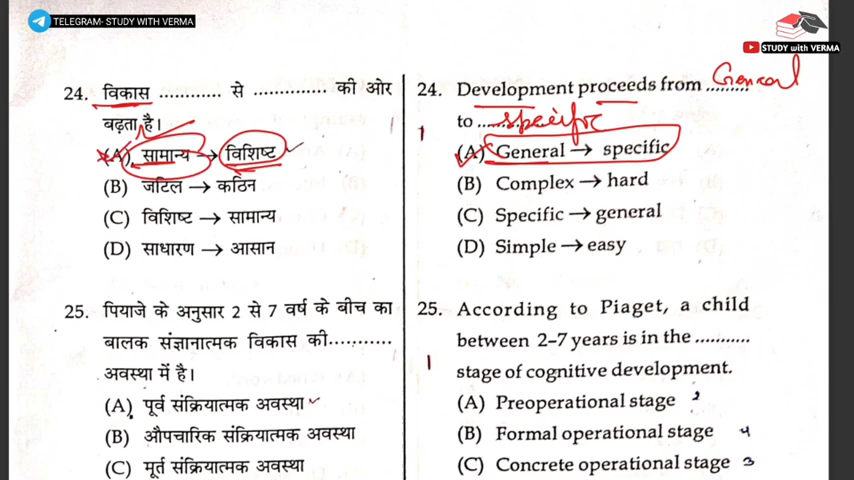 TELEGRAM- STUDY WITH VERMA
STUDY with VERMA
24. विकास ............ से .............. की ओर
बढ़ता है।
(A) सामान्य → विशिष्ट
(B) जटिल → कठिन
(C) विशिष्ट → सामान्य
(D) साधारण → आसान
25. पियाजे के अनुसार 2 से 7 वर्ष के बीच का
बालक संज्ञानात्मक विकास की...........
अवस्था में है।
(A) पूर्व संक्रियात्मक अवस्था
(B) औपचारिक संक्रियात्मक अवस्था
(C) मूर्त संक्रियात्मक अवस्था
24. Development proceeds from ......... General
to ...... specific
(A) General → specific
(B) Complex → hard
(C) Specific → general
(D) Simple → easy
25. According to Piaget, a child
between 2–7 years is in the ...........
stage of cognitive development.
(A) Preoperational stage 2
(B) Formal operational stage 4
(C) Concrete operational stage 3